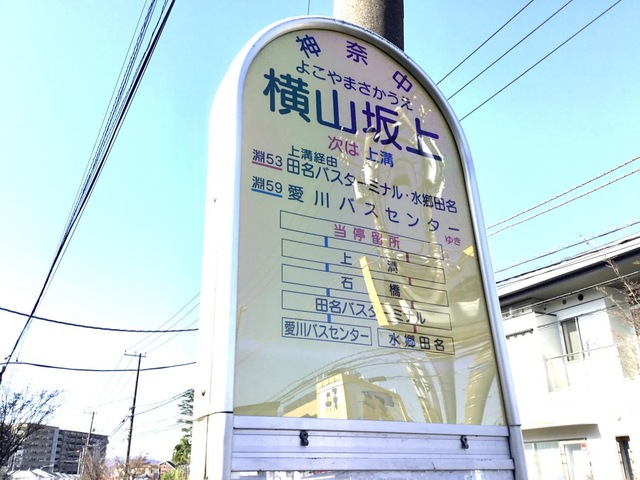 神奈中
よこやまさかうえ
横山坂上
次は 上溝
淵53 上溝経由
田名バスターミナル・水郷田名
淵59 愛川バスセンター
ゆき
当停留所
上溝
石橋
田名バスターミナル
愛川バスセンター 水郷田名